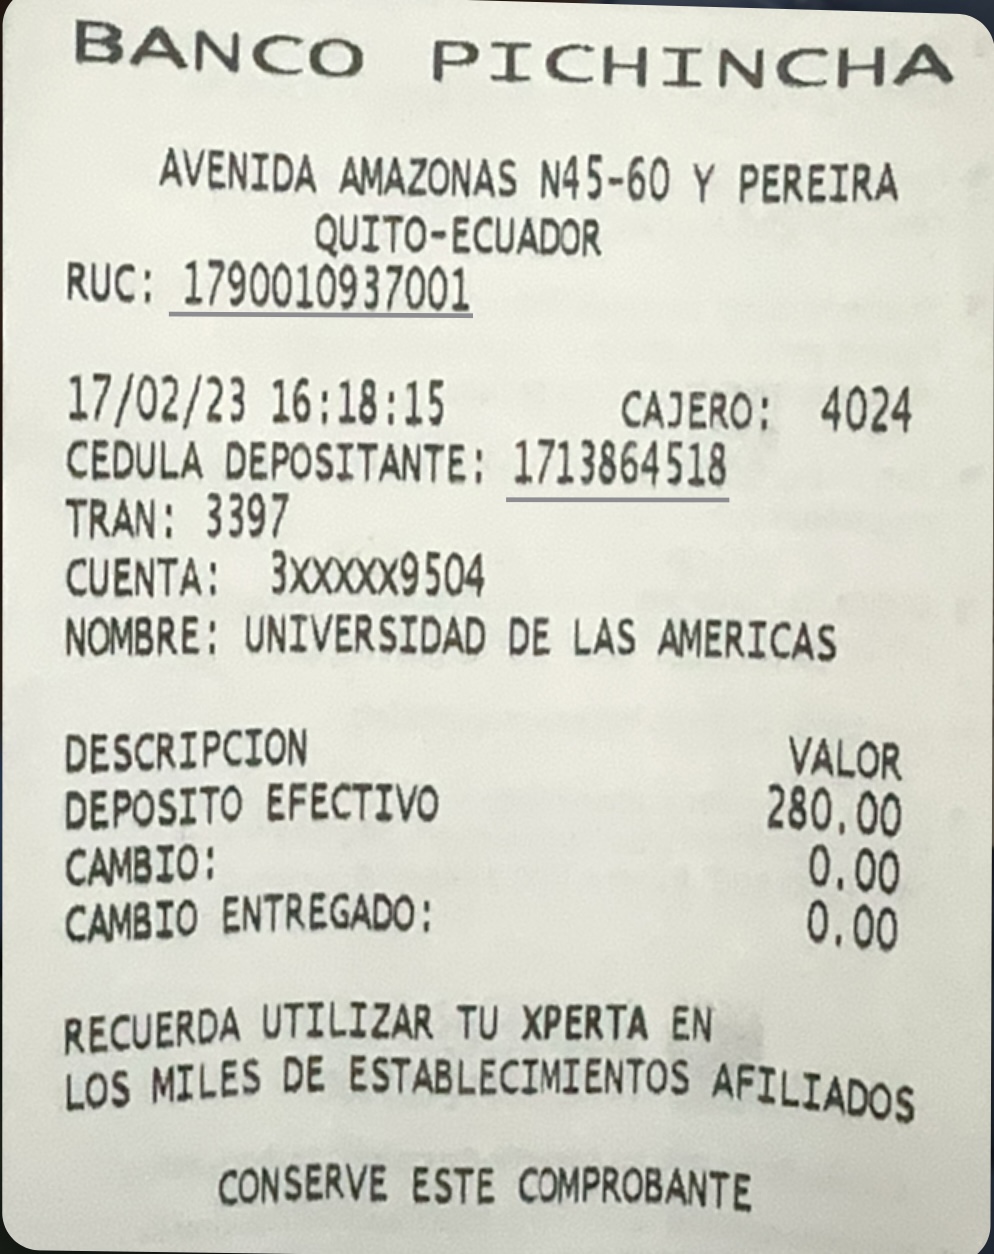 BANCO PICHINCHA
AVENIDA AMAZONAS N45-60 Y PEREIRA
QUITO-ECUADOR
RUC: 1790010937001
17/02/23 16:18:15 CAJERO: 4024
CEDULA DEPOSITANTE: 1713864518
TRAN: 3397
CUENTA: 3XXXXX9504
NOMBRE: UNIVERSIDAD DE LAS AMERICAS
DESCRIPCION VALOR
DEPOSITO EFECTIVO 280.00
CAMBIO: 0.00
CAMBIO ENTREGADO: 0.00
RECUERDA UTILIZAR TU XPERTA EN
LOS MILES DE ESTABLECIMIENTOS AFILIADOS
CONSERVE ESTE COMPROBANTE